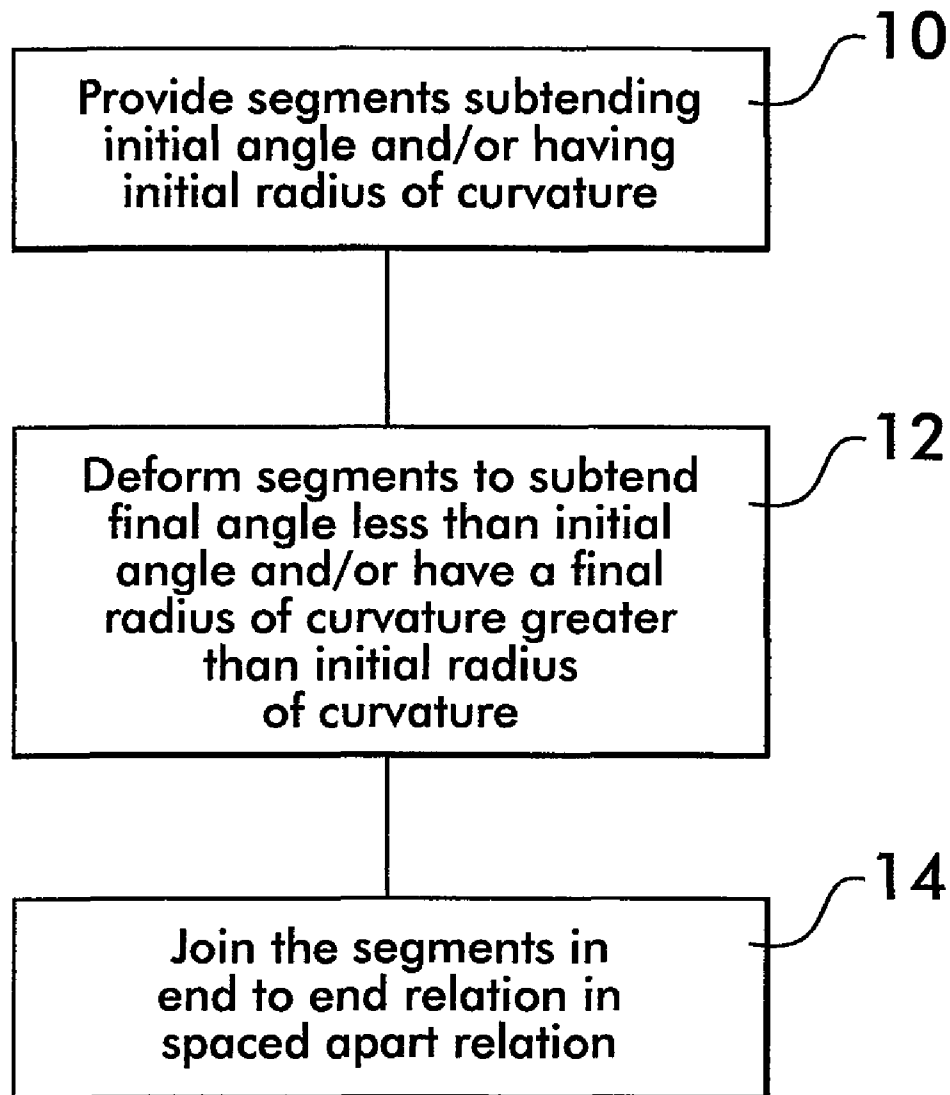 10
Provide segments subtending
initial angle and/or having
initial radius of curvature
12
Deform segments to subtend
final angle less than initial
angle and/or have a final
radius of curvature greater
than initial radius
of curvature
14
Join the segments in
end to end relation in
spaced apart relation